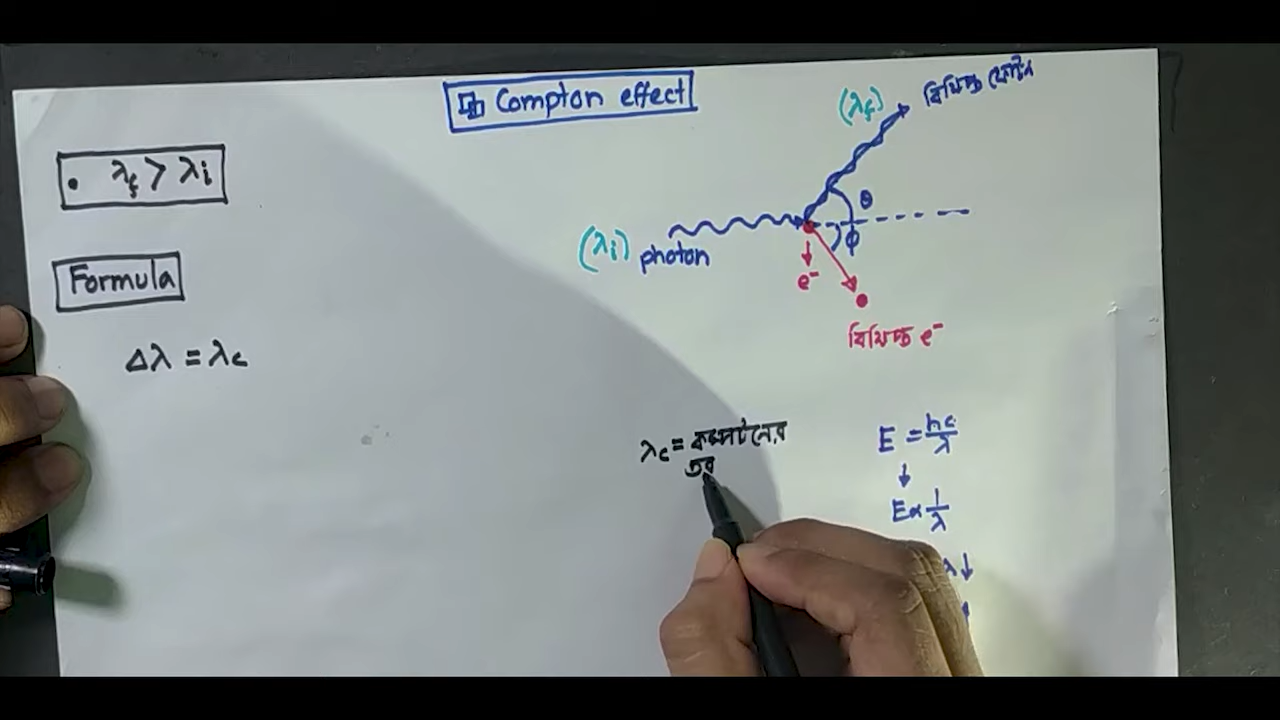 Compton effect
• λf > λi
Formula
Δλ = λc
(λf)
বিক্ষিপ্ত ফোটন
θ
(λi) photon
φ
e⁻
বিক্ষিপ্ত e⁻
λc = কম্পটনের
তর
E = hc/λ
↓
E ∝ 1/λ
λ↓